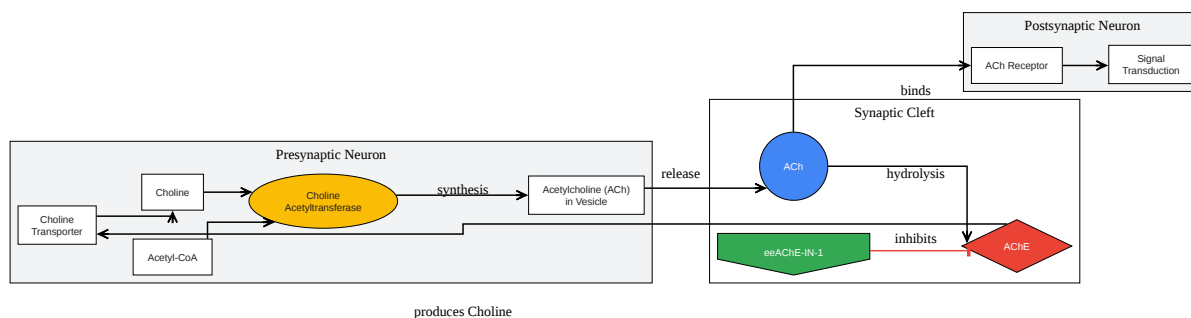 Postsynaptic Neuron
ACh Receptor
Signal
Transduction
binds
Synaptic Cleft
Presynaptic Neuron
Choline
Choline
Acetyltransferase
synthesis
Acetylcholine (ACh)
in Vesicle
release
ACh
hydrolysis
Choline
Transporter
Acetyl-CoA
eeAChE-IN-1
inhibits
AChE
produces Choline